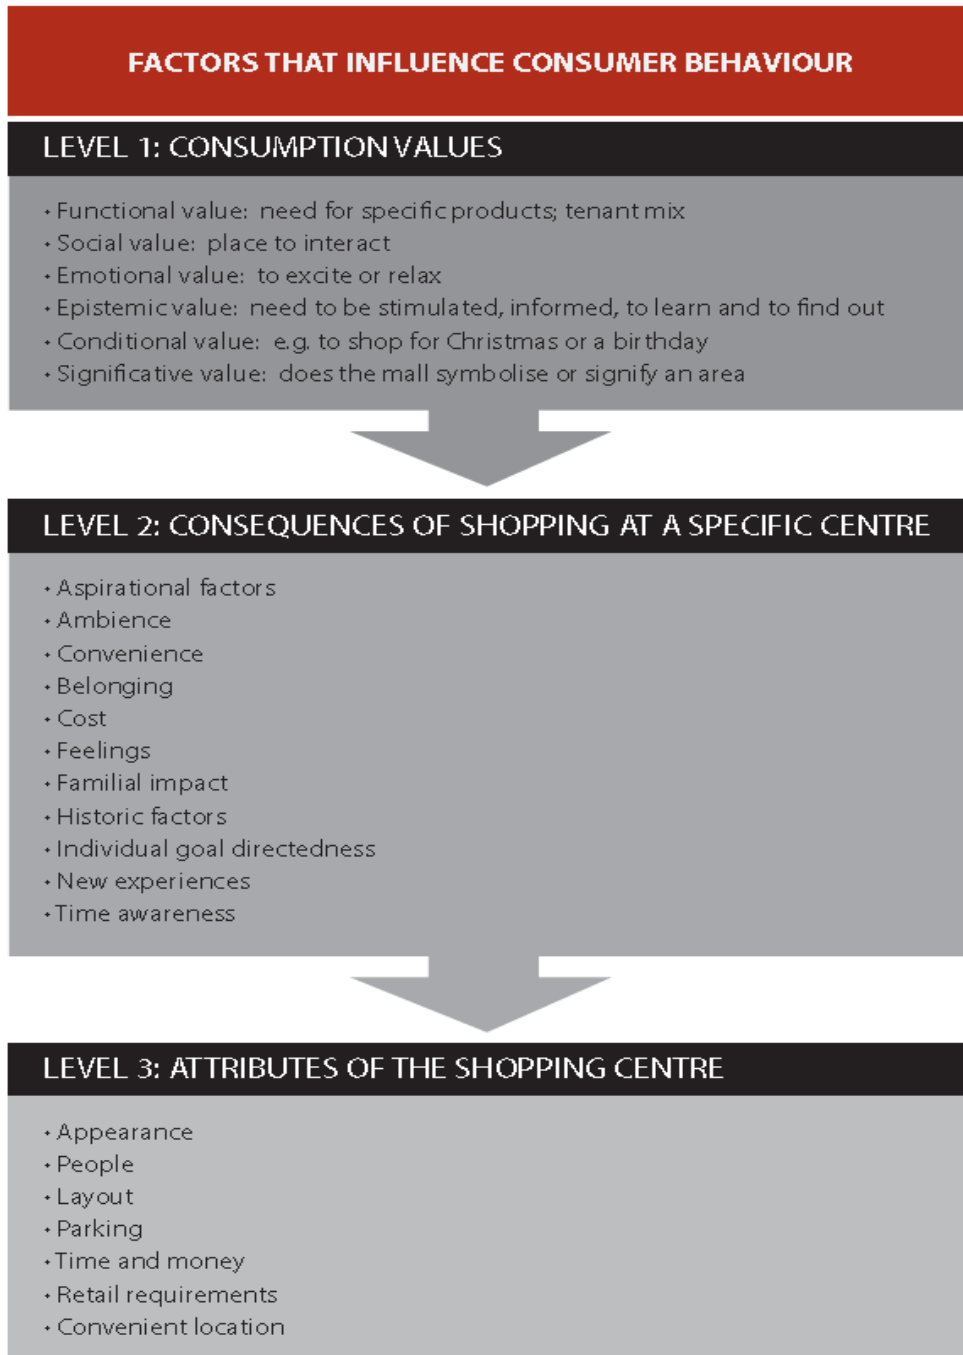 FACTORS THAT INFLUENCE CONSUMER BEHAVIOUR
LEVEL 1: CONSUMPTION VALUES
• Functional value: need for specific products; tenant mix
• Social value: place to interact
• Emotional value: to excite or relax
• Epistemic value: need to be stimulated, informed, to learn and to find out
• Conditional value: e.g. to shop for Christmas or a birthday
• Significative value: does the mall symbolise or signify an area
LEVEL 2: CONSEQUENCES OF SHOPPING AT A SPECIFIC CENTRE
• Aspirational factors
• Ambience
• Convenience
• Belonging
• Cost
• Feelings
• Familial impact
• Historic factors
• Individual goal directedness
• New experiences
• Time awareness
LEVEL 3: ATTRIBUTES OF THE SHOPPING CENTRE
• Appearance
• People
• Layout
• Parking
• Time and money
• Retail requirements
• Convenient location